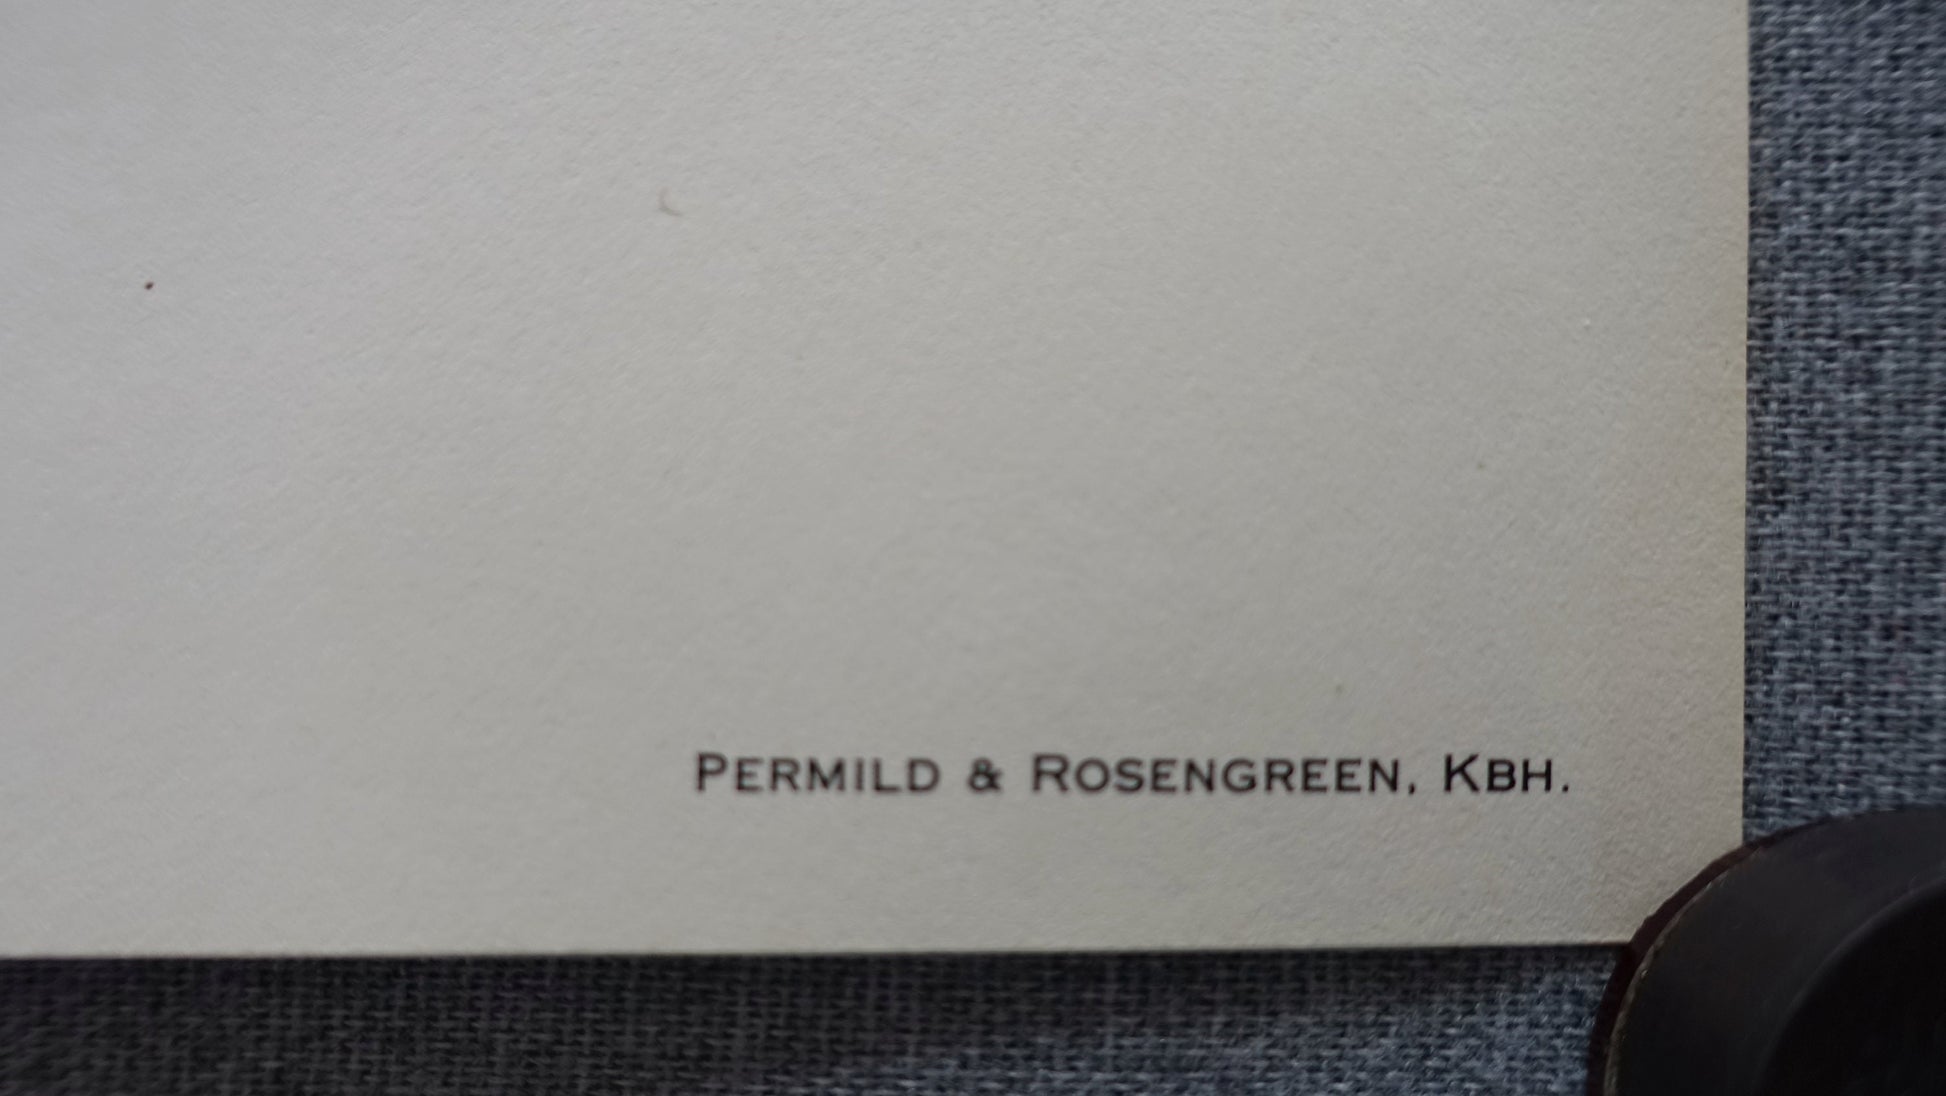 Permild & Rosengreen, Kbh.